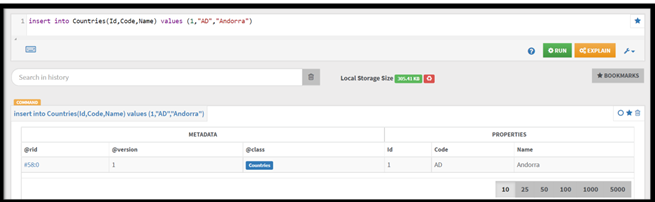 1 insert into Countries(Id,Code,Name) values (1,"AD","Andorra")
RUN EXPLAIN
Search in history Local Storage Size 305.41 KB BOOKMARKS
COMMAND
insert into Countries(Id,Code,Name) values (1,"AD","Andorra")
METADATA PROPERTIES
@rid @version @class Id Code Name
#58:0 1 Countries 1 AD Andorra
10 25 50 100 1000 5000